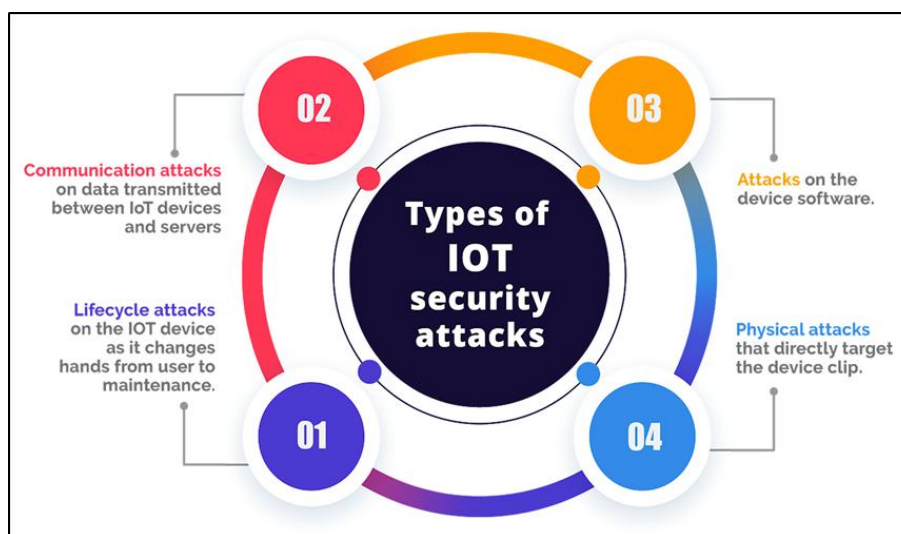 Types of
IOT
security
attacks
01
Lifecycle attacks
on the IOT device
as it changes
hands from user to
maintenance.
02
Communication attacks
on data transmitted
between IoT devices
and servers
03
Attacks on the
device software.
04
Physical attacks
that directly target
the device clip.